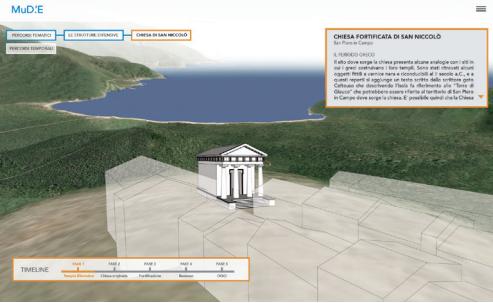 MuD:E
PERCORSI TEMATICI
LE STRUTTURE DIFENSIVE
CHIESA DI SAN NICCOLÒ
PERCORSI TEMPORALI
CHIESA FORTIFICATA DI SAN NICCOLÒ
San Piero in Campo
IL PERIODO GRECO
Il sito dove sorge la chiesa presenta alcune analogie con i siti in
cui i greci costruivano i loro templi. Sono stati ritrovati alcuni
oggetti fittili a vernice nera e riconducibili al II secolo a.C., e a
questi reperti si aggiunge un testo scritto dallo scrittore gato
che descrivendo l'Isola fa riferimento alle "Terre di
Glauco" che potrebbero essere riferite al territorio di San Piero
in Campo dove sorge la chiesa. E' possibile quindi che la Chiesa
TIMELINE
FASE 1
FASE 2
FASE 3
FASE 4
FASE 5
Tempio Ellenistico
Chiesa originaria
Fortificazione
Restauro
OGGI